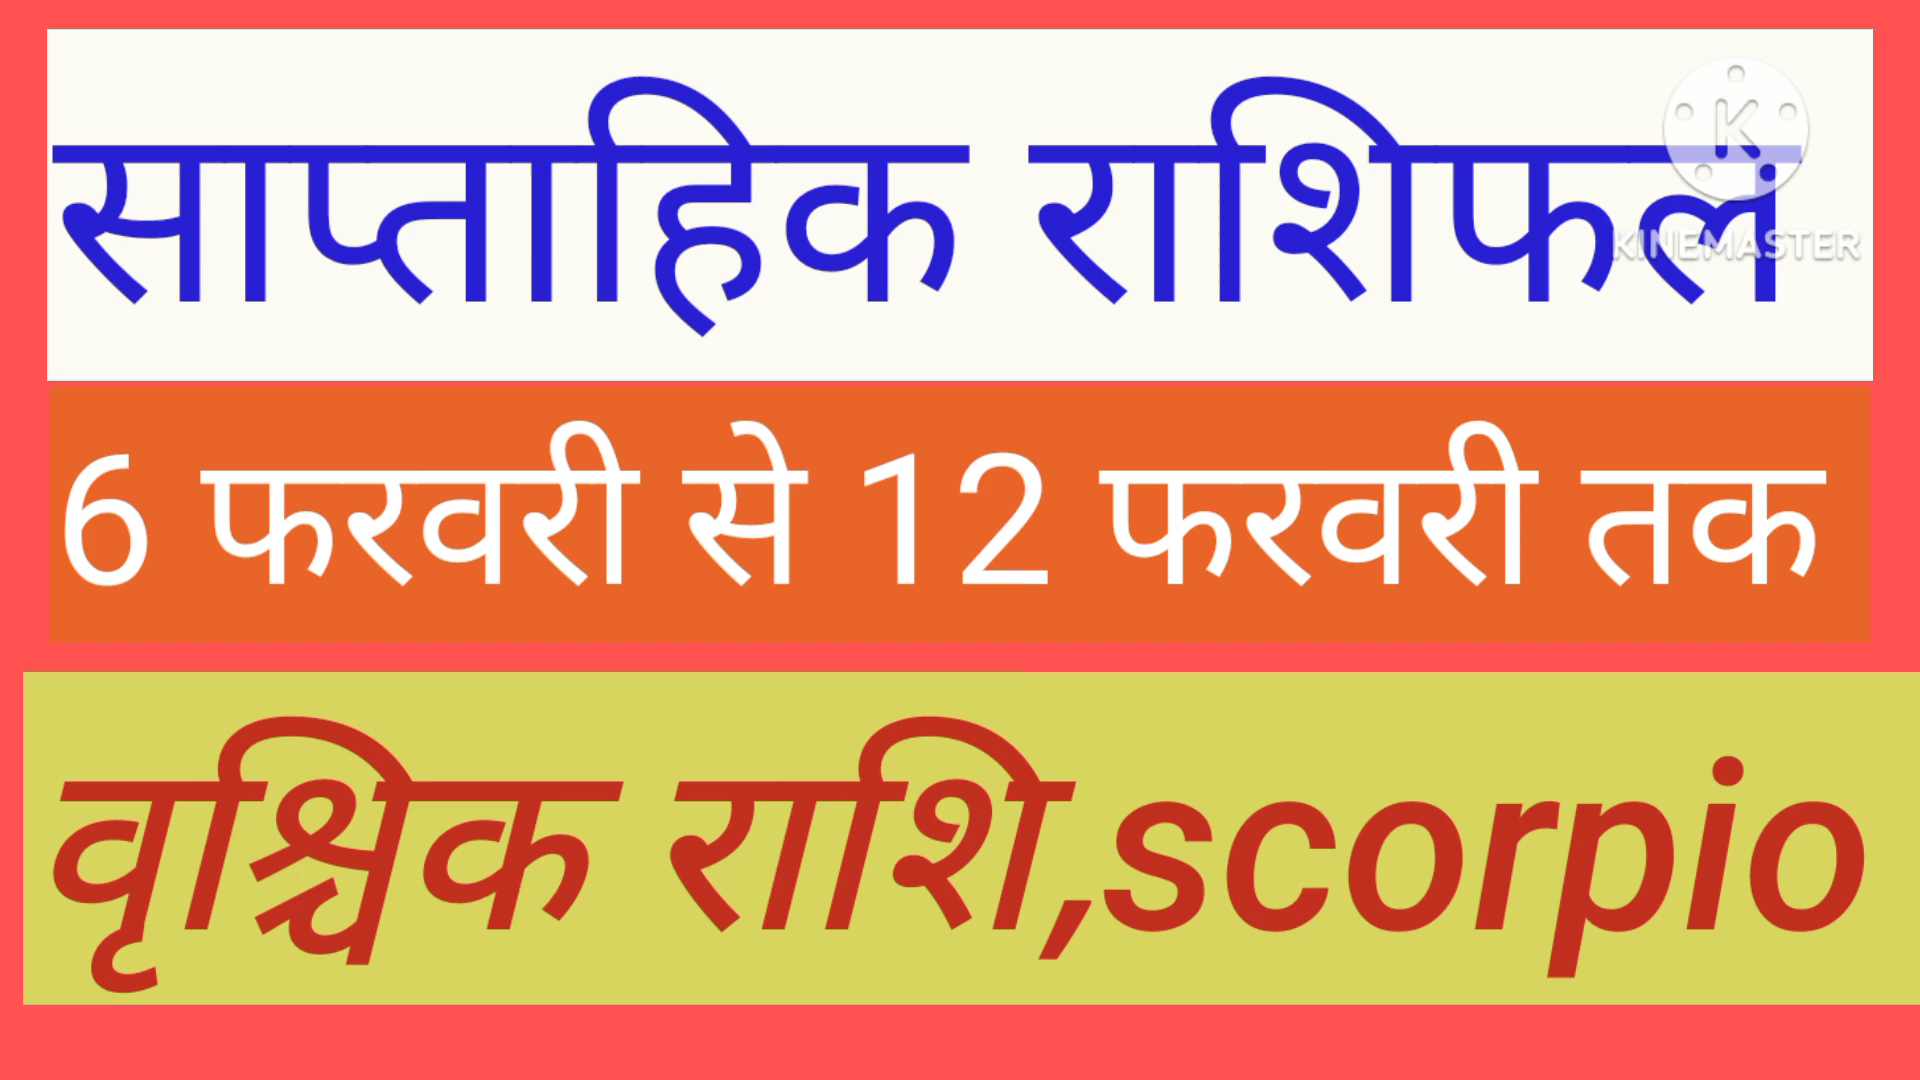 साप्ताहिक राशिफल
K
KINEMASTER
6 फरवरी से 12 फरवरी तक
वृश्चिक राशि,scorpio